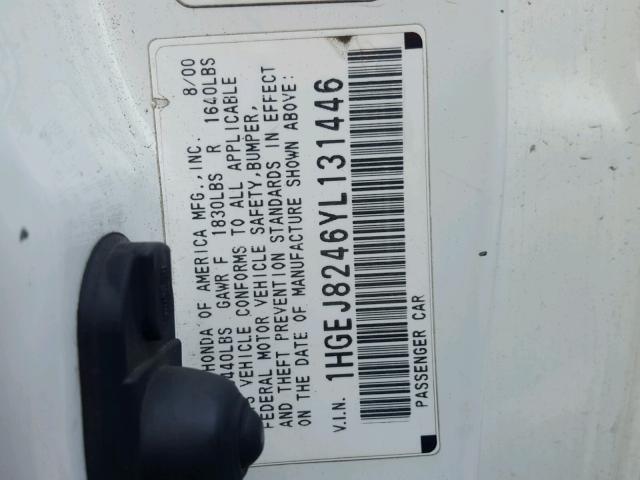 HONDA OF AMERICA MFG.,INC. 8/00
440LBS GAWR F 1830LBS R 1640LBS
VEHICLE CONFORMS TO ALL APPLICABLE
FEDERAL MOTOR VEHICLE SAFETY,BUMPER,
AND THEFT PREVENTION STANDARDS IN EFFECT
ON THE DATE OF MANUFACTURE SHOWN ABOVE:
V.I.N. 1HGEJ8246YL131446
PASSENGER CAR